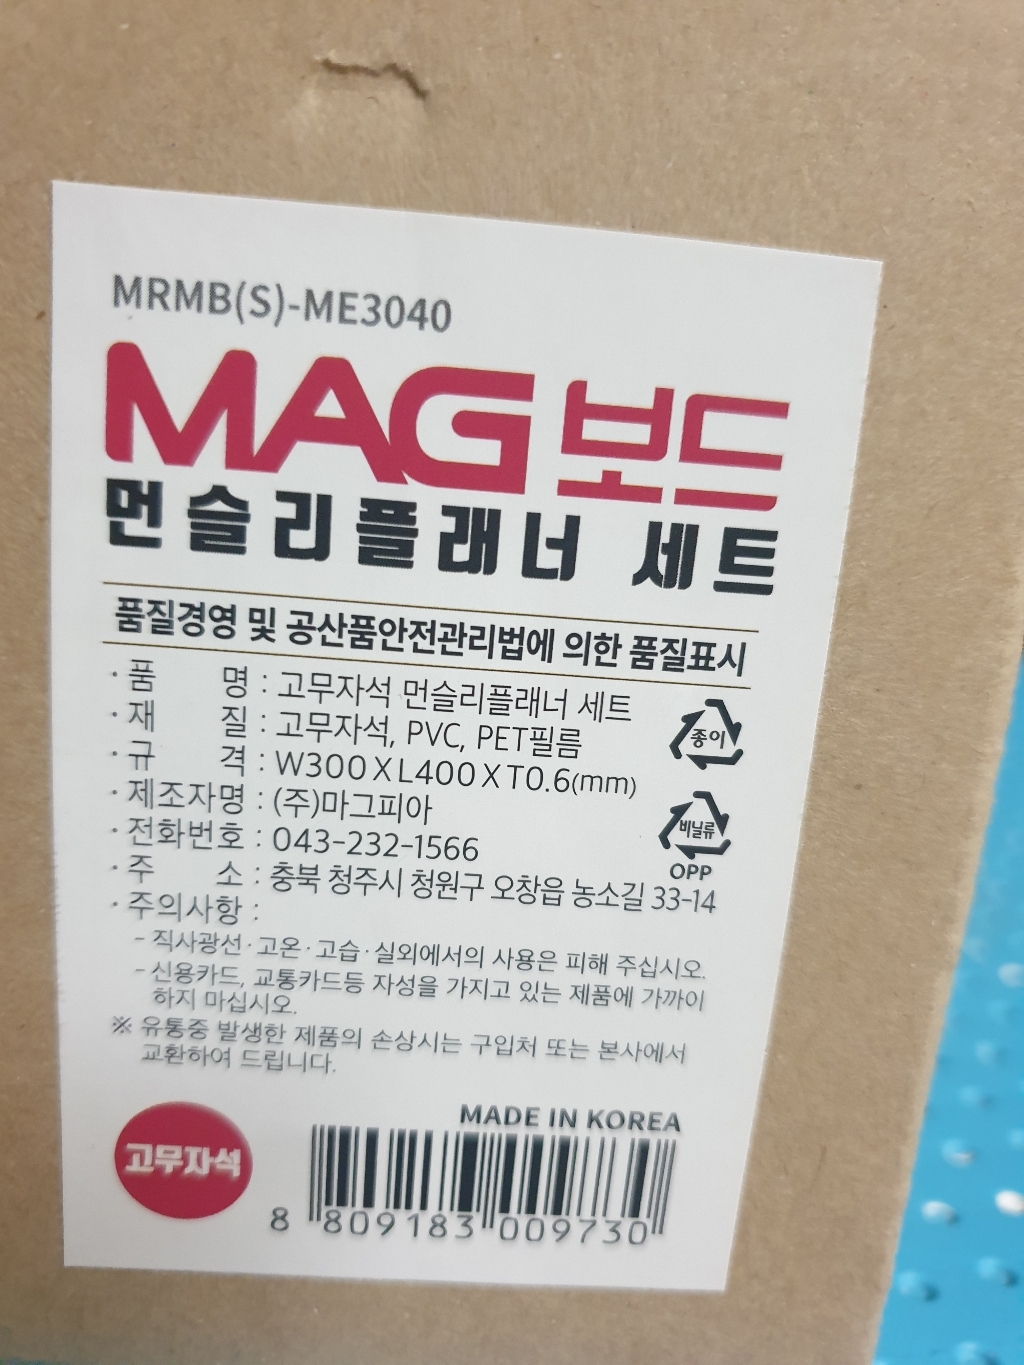 MRMB(S)-ME3040
MAG 보드
먼슬리플래너 세트
품질경영 및 공산품안전관리법에 의한 품질표시
· 품 명 : 고무자석 먼슬리플래너 세트
· 재 질 : 고무자석, PVC, PET필름
· 규 격 : W300 X L400 X T0.6(mm)
· 제조자명 : (주)마그피아
· 전화번호 : 043-232-1566
· 주 소 : 충북 청주시 청원구 오창읍 농소길 33-14
· 주의사항 :
종이
비닐류
OPP
- 직사광선 · 고온 · 고습 · 실외에서의 사용은 피해 주십시오.
- 신용카드, 교통카드등 자성을 가지고 있는 제품에 가까이
하지 마십시오.
※ 유통중 발생한 제품의 손상시는 구입처 또는 본사에서
교환하여 드립니다.
MADE IN KOREA
고무자석
8 809183 009730